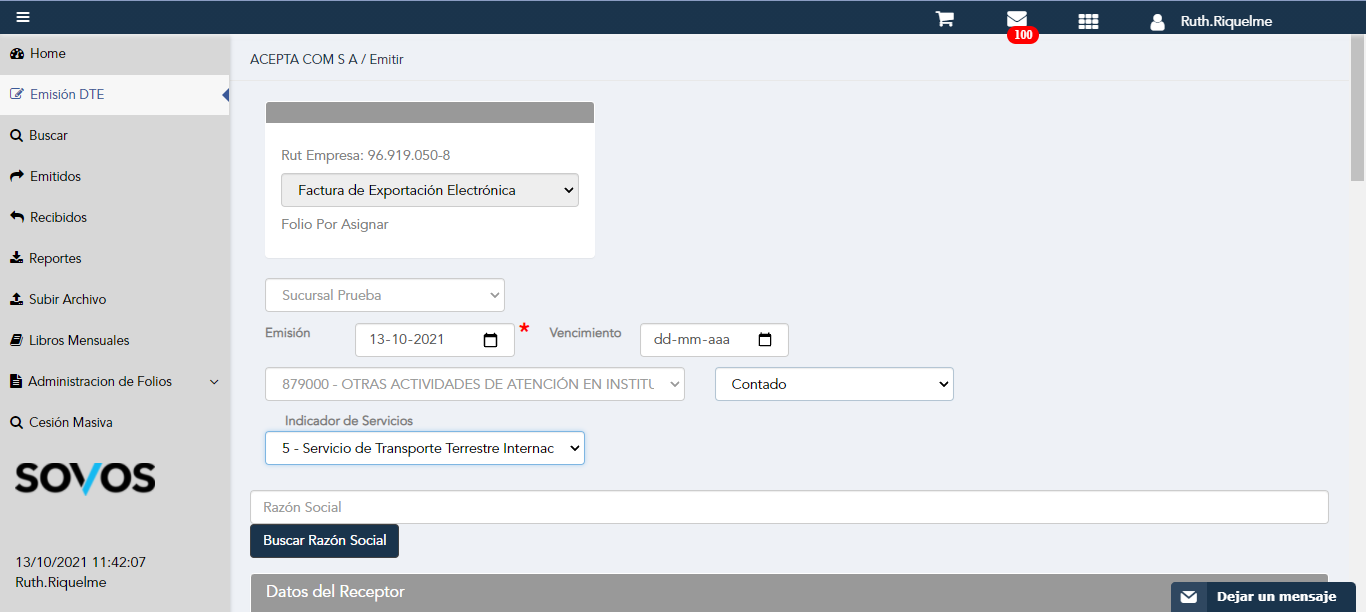 100
Ruth.Riquelme
Home
Emisión DTE
Buscar
Emitidos
Recibidos
Reportes
Subir Archivo
Libros Mensuales
Administracion de Folios
Cesión Masiva
SOVOS
13/10/2021 11:42:07
Ruth.Riquelme
ACEPTA COM S A / Emitir
Rut Empresa: 96.919.050-8
Factura de Exportación Electrónica
Folio Por Asignar
Sucursal Prueba
Emisión 13-10-2021 * Vencimiento dd-mm-aaa
879000 - OTRAS ACTIVIDADES DE ATENCIÓN EN INSTITU Contado
Indicador de Servicios
5 - Servicio de Transporte Terrestre Internac
Razón Social
Buscar Razón Social
Datos del Receptor
Dejar un mensaje